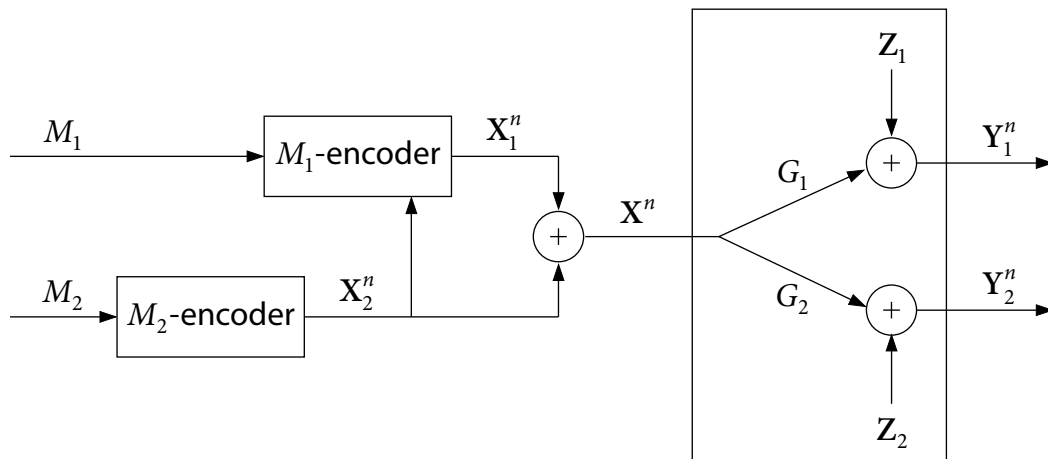 Z₁
M₁
M₁-encoder
X₁ⁿ
Y₁ⁿ
G₁
Xⁿ
M₂
M₂-encoder
X₂ⁿ
G₂
Y₂ⁿ
Z₂
+
+
+